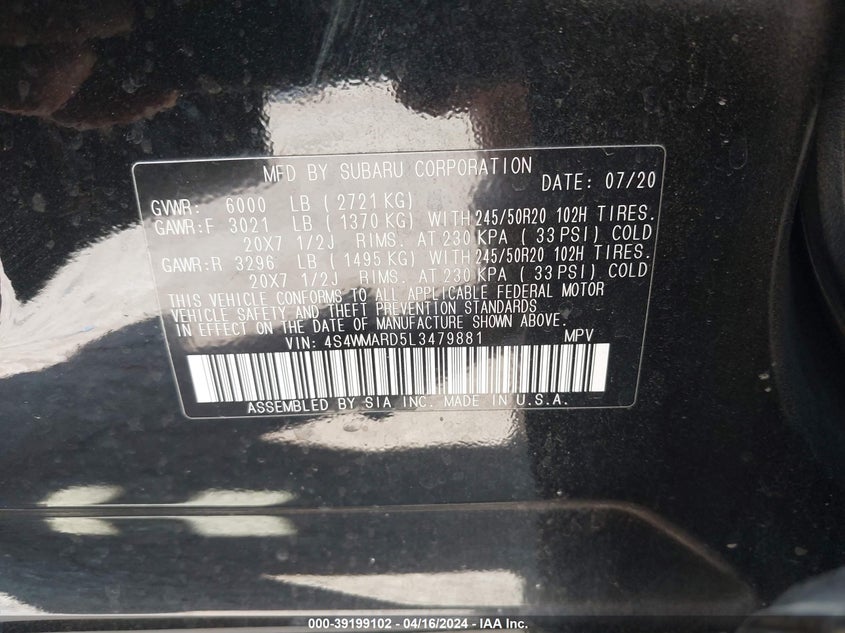 MFD BY SUBARU CORPORATION
DATE: 07/20
GVWR: 6000 LB ( 2721 KG)
GAWR:F 3021 LB ( 1370 KG) WITH 245/50R20 102H TIRES.
20X7 1/2J RIMS. AT 230 KPA ( 33 PSI) COLD
GAWR:R 3296 LB ( 1495 KG) WITH 245/50R20 102H TIRES.
20X7 1/2J RIMS. AT 230 KPA ( 33 PSI) COLD
THIS VEHICLE CONFORMS TO ALL APPLICABLE FEDERAL MOTOR
VEHICLE SAFETY AND THEFT PREVENTION STANDARDS
IN EFFECT ON THE DATE OF MANUFACTURE SHOWN ABOVE.
VIN: 4S4WMARD5L3479881 MPV
ASSEMBLED BY SIA INC. MADE IN U.S.A.
000-39199102 - 04/16/2024 - IAA Inc.